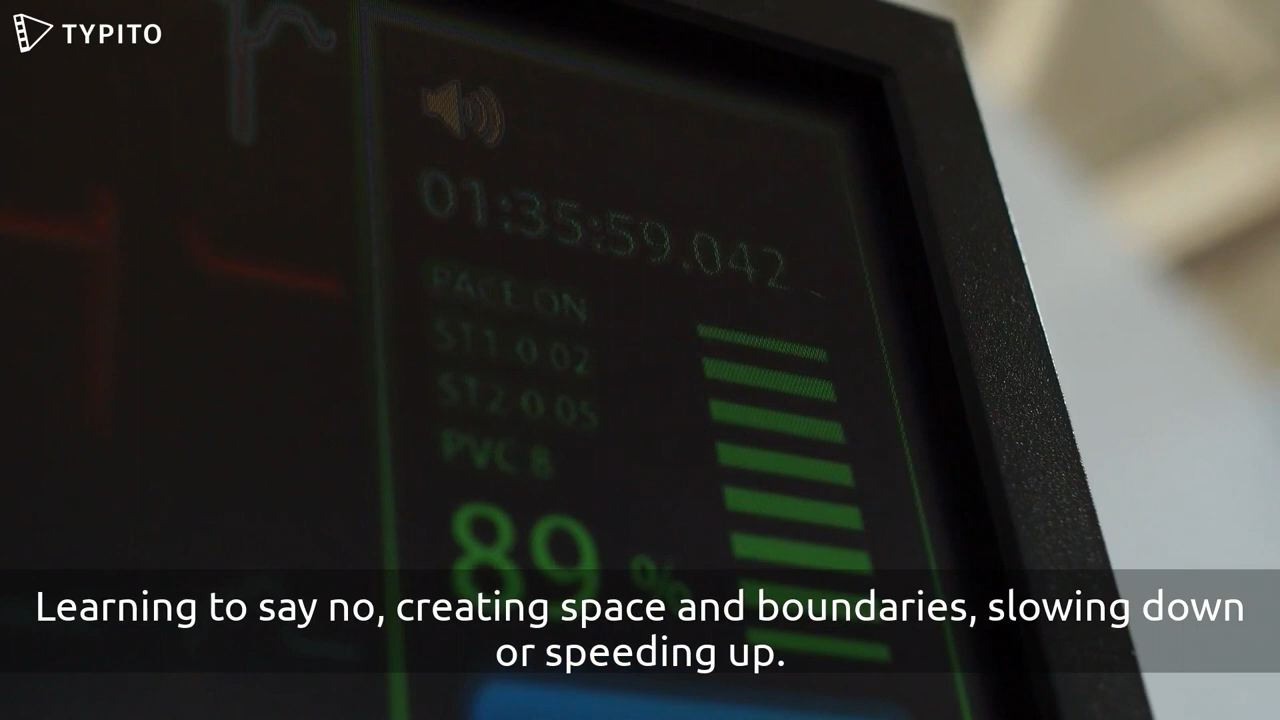 TYPITO
01:35:59.042
PACE ON
ST1 0 02
ST2 0 05
PVC 8
89 %
Learning to say no, creating space and boundaries, slowing down
or speeding up.